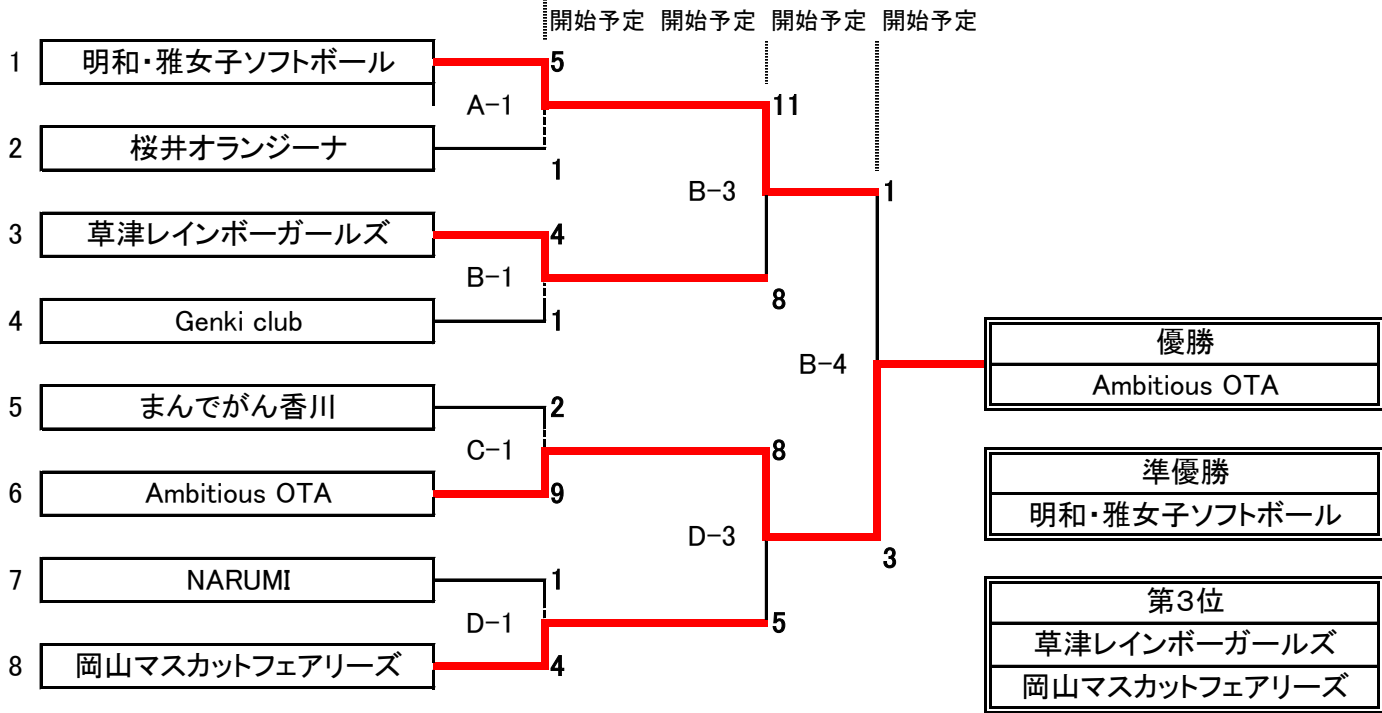 開始予定 開始予定 開始予定 開始予定
1 明和・雅女子ソフトボール 5
A-1 11
2 桜井オランジーナ 1
B-3 1
3 草津レインボーガールズ 4
B-1 8
4 Genki club 1
優勝
B-4
Ambitious OTA
5 まんでがん香川 2
C-1 8
準優勝
6 Ambitious OTA 9
明和・雅女子ソフトボール
D-3 3
7 NARUMI 1
第3位
D-1 5
草津レインボーガールズ
8 岡山マスカットフェアリーズ 4
岡山マスカットフェアリーズ